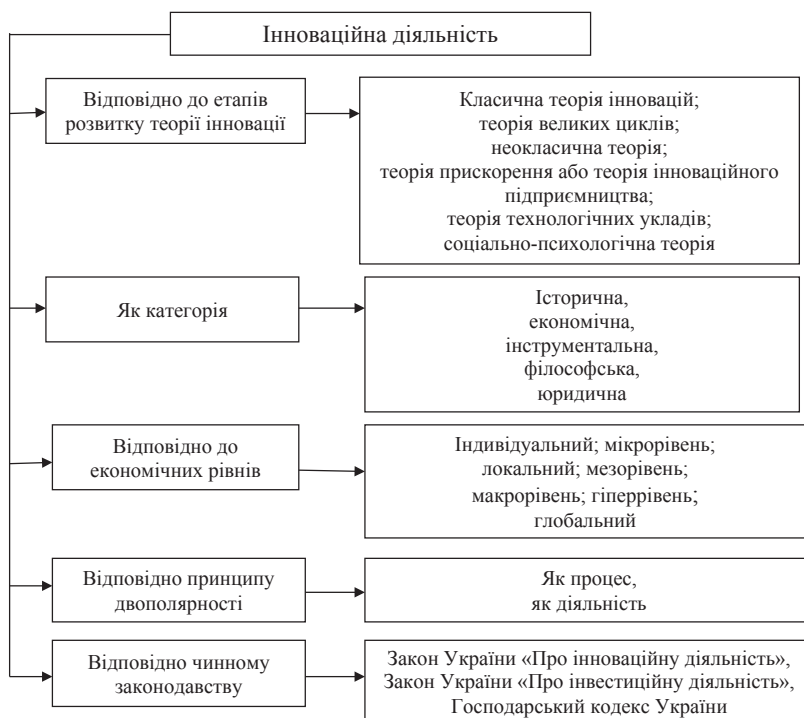 Інноваційна діяльність
Відповідно до етапів
розвитку теорії інновації
Класична теорія інновацій;
теорія великих циклів;
неокласична теорія;
теорія прискорення або теорія інноваційного
підприємництва;
теорія технологічних укладів;
соціально-психологічна теорія
Як категорія
Історична,
економічна,
інструментальна,
філософська,
юридична
Відповідно до
економічних рівнів
Індивідуальний; мікрорівень;
локальний; мезорівень;
макрорівень; гіперрівень;
глобальний
Відповідно принципу
двополярності
Як процес,
як діяльність
Відповідно чинному
законодавству
Закон України «Про інноваційну діяльність»,
Закон України «Про інвестиційну діяльність»,
Господарський кодекс України